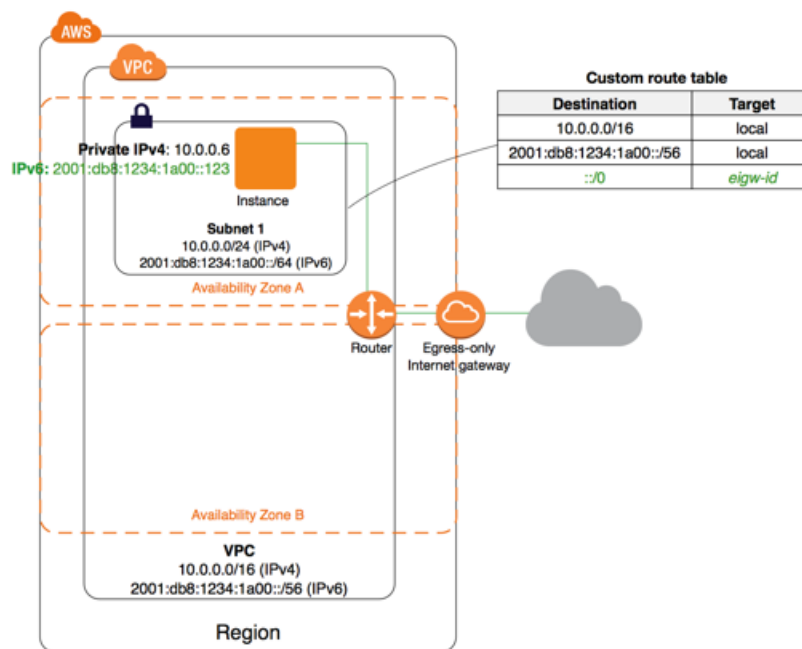 AWS
VPC
Custom route table
Destination Target
10.0.0.0/16 local
2001:db8:1234:1a00::/56 local
::/0 eigw-id
Private IPv4: 10.0.0.6
IPv6: 2001:db8:1234:1a00::123
Instance
Subnet 1
10.0.0.0/24 (IPv4)
2001:db8:1234:1a00::/64 (IPv6)
Availability Zone A
Router
Egress-only
Internet gateway
Availability Zone B
VPC
10.0.0.0/16 (IPv4)
2001:db8:1234:1a00::/56 (IPv6)
Region